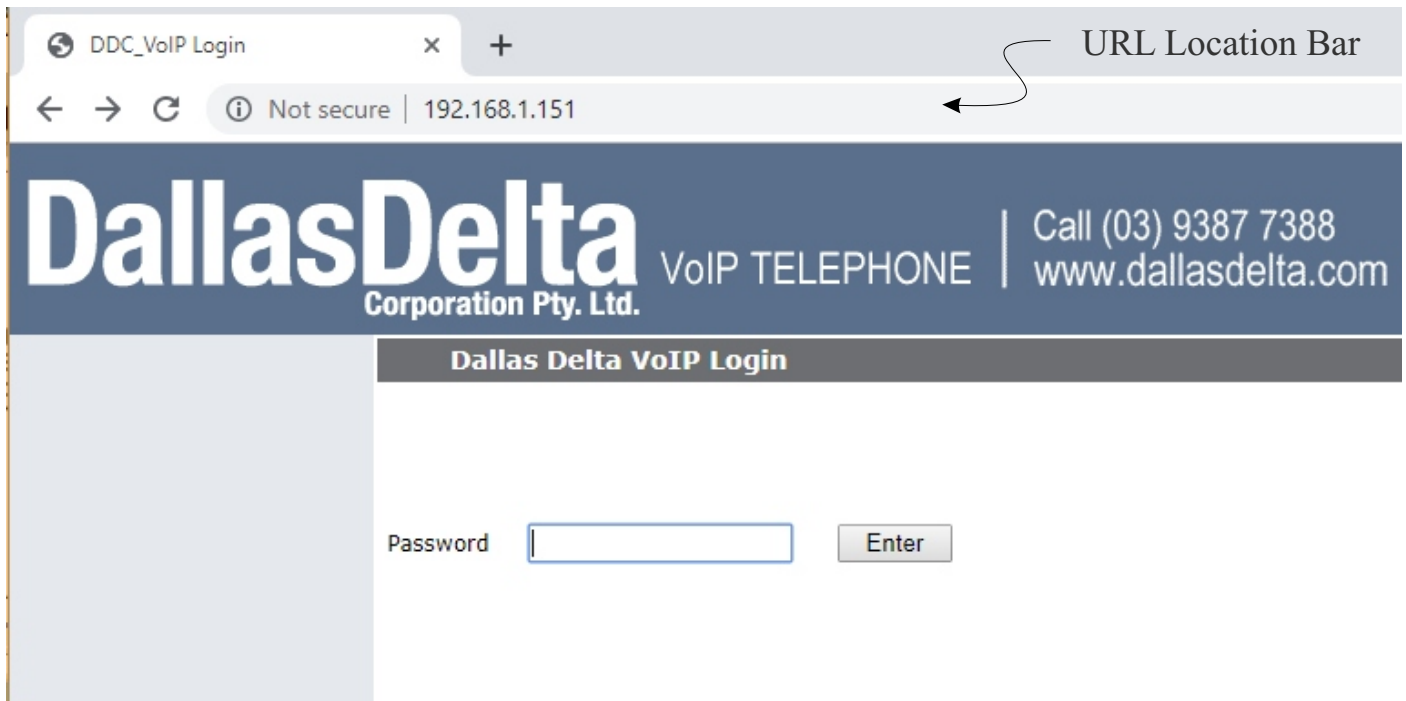 DDC_VoIP Login
URL Location Bar
Not secure | 192.168.1.151
DallasDelta
Corporation Pty. Ltd.
VoIP TELEPHONE
Call (03) 9387 7388
www.dallasdelta.com
Dallas Delta VoIP Login
Password
Enter